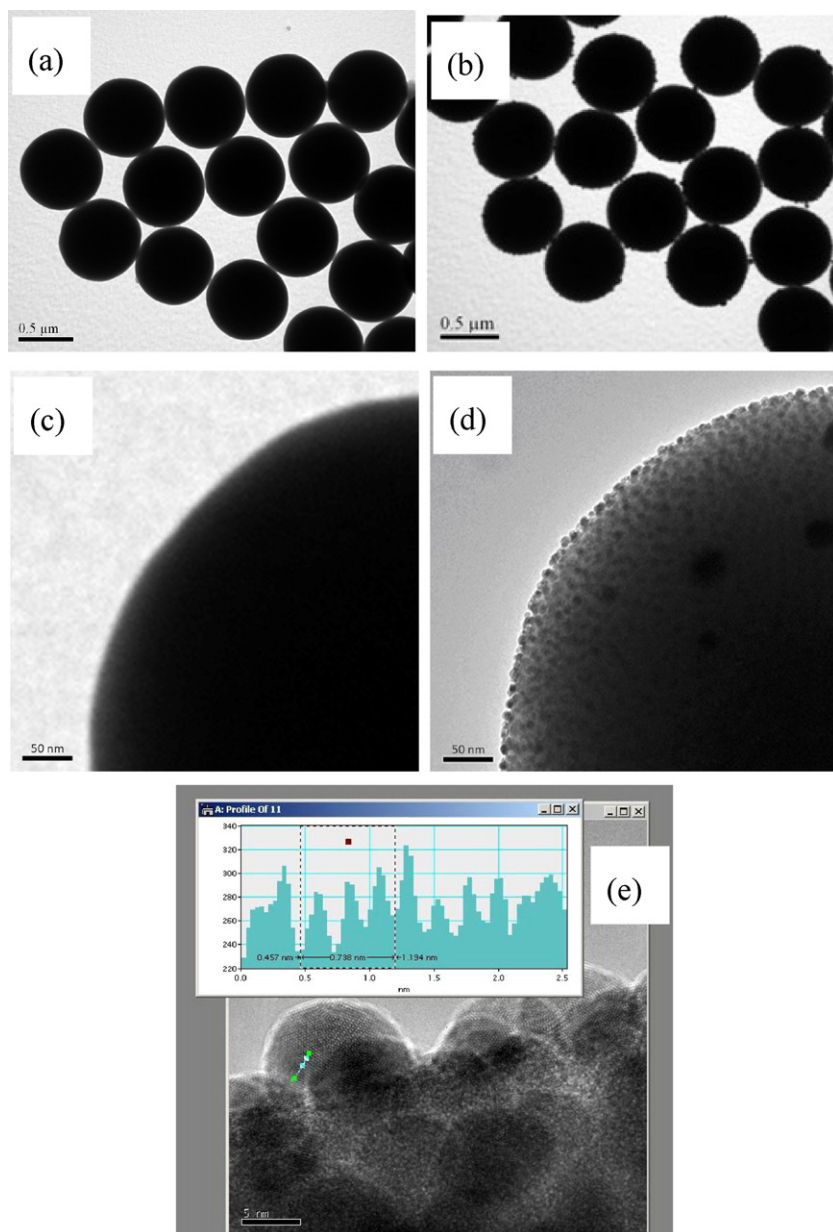 (a)
(b)
0.5 µm
0.5 µm
(c)
(d)
50 nm
50 nm
A: Profile Of 11
340
320
300
280
260
240
220
0.457 nm
0.738 nm
1.194 nm
0.0
0.5
1.0
1.5
2.0
2.5
nm
(e)
5 nm